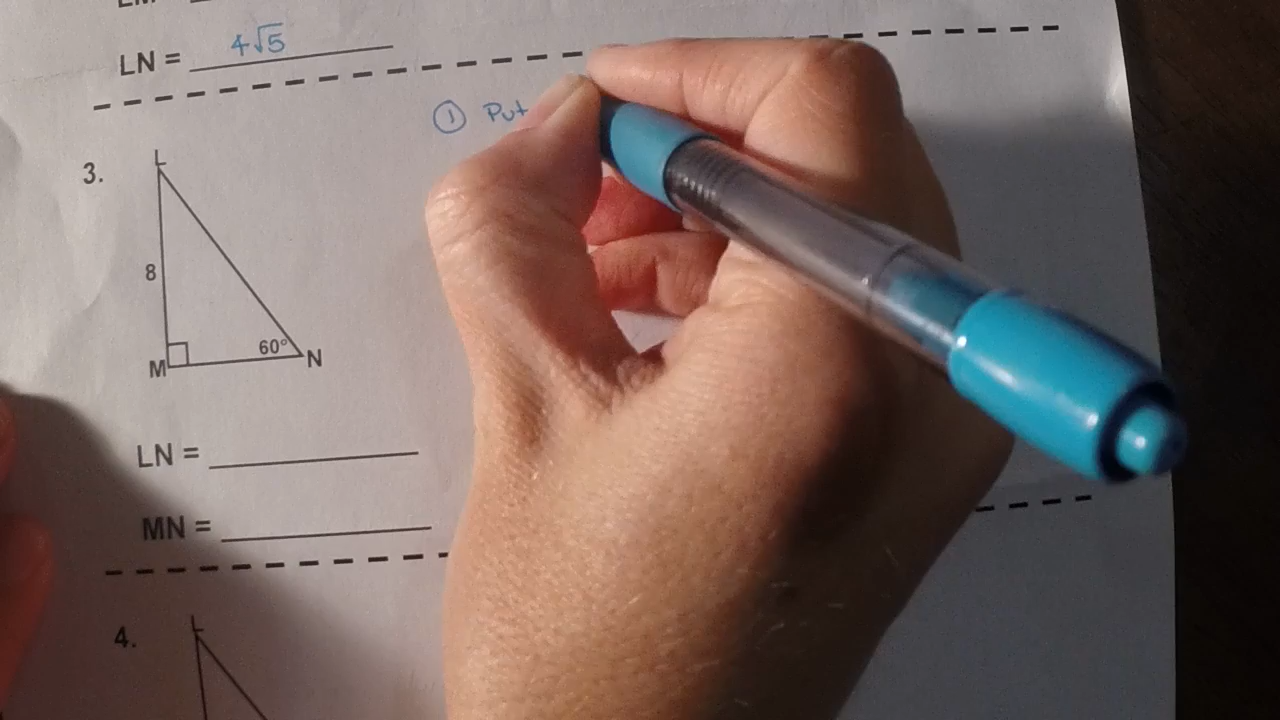 LN = 4√5
① Put
3.
L
8
60°
M
N
LN =
MN =
4.
L